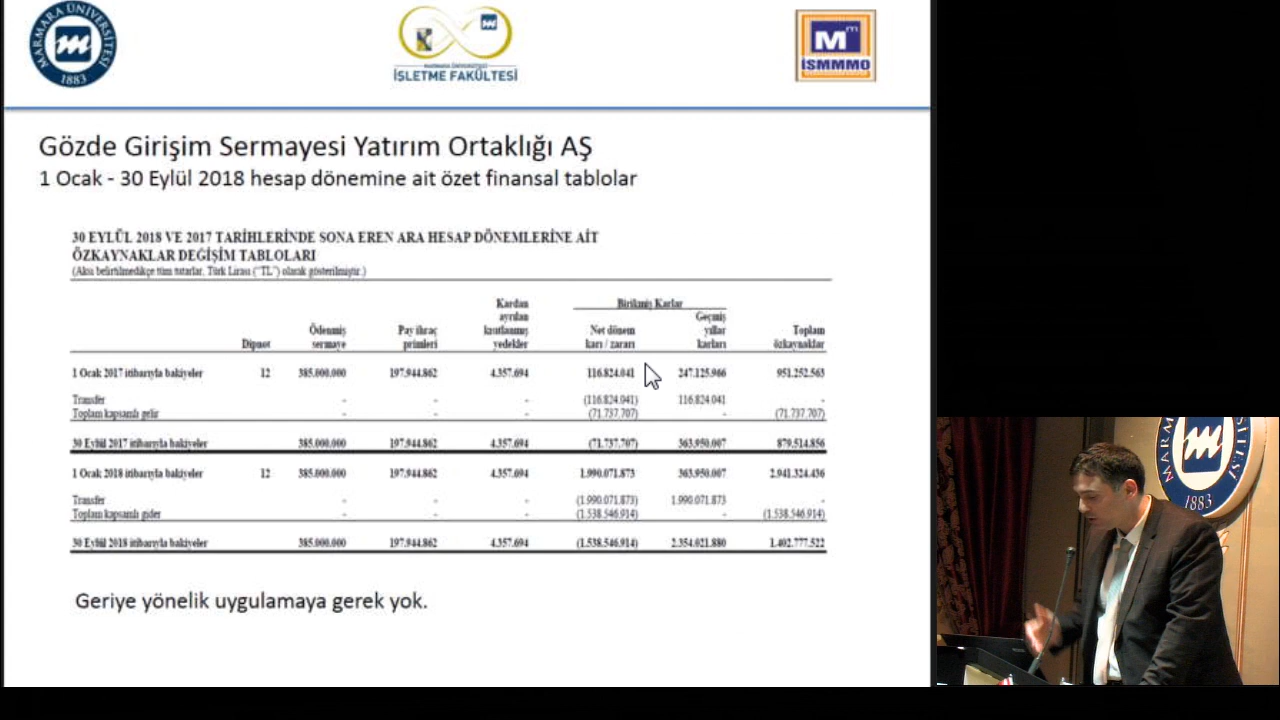 MARMARA ÜNİVERSİTESİ
1883
MARMARA ÜNİVERSİTESİ
İŞLETME FAKÜLTESİ
M m
İSMMMO
Gözde Girişim Sermayesi Yatırım Ortaklığı AŞ
1 Ocak - 30 Eylül 2018 hesap dönemine ait özet finansal tablolar
30 EYLÜL 2018 VE 2017 TARİHLERİNDE SONA EREN ARA HESAP DÖNEMLERİNE AİT
ÖZKAYNAKLAR DEĞİŞİM TABLOLARI
(Aksi belirtilmedikçe tüm tutarlar, Türk Lirası ("TL") olarak gösterilmiştir.)
Dipnot Ödenmiş sermaye Pay ihraç primleri Kardan ayrılan kısıtlanmış yedekler Birikmiş Karlar Net dönem karı / zararı Geçmiş yıllar karları Toplam özkaynaklar
1 Ocak 2017 itibarıyla bakiyeler 12 385.000.000 197.944.862 4.357.694 116.824.041 247.125.966 951.252.563
Transfer - - - (116.824.041) 116.824.041
Toplam kapsamlı gelir - - - (71.737.707) - (71.737.707)
30 Eylül 2017 itibarıyla bakiyeler 385.000.000 197.944.862 4.357.694 (71.737.707) 363.950.007 879.514.856
1 Ocak 2018 itibarıyla bakiyeler 12 385.000.000 197.944.862 4.357.694 1.990.071.873 363.950.007 2.941.324.436
Transfer - - - (1.990.071.873) 1.990.071.873 -
Toplam kapsamlı gider - - - (1.538.546.914) - (1.538.546.914)
30 Eylül 2018 itibarıyla bakiyeler 385.000.000 197.944.862 4.357.694 (1.538.546.914) 2.354.021.880 1.402.777.522
Geriye yönelik uygulamaya gerek yok.
1883